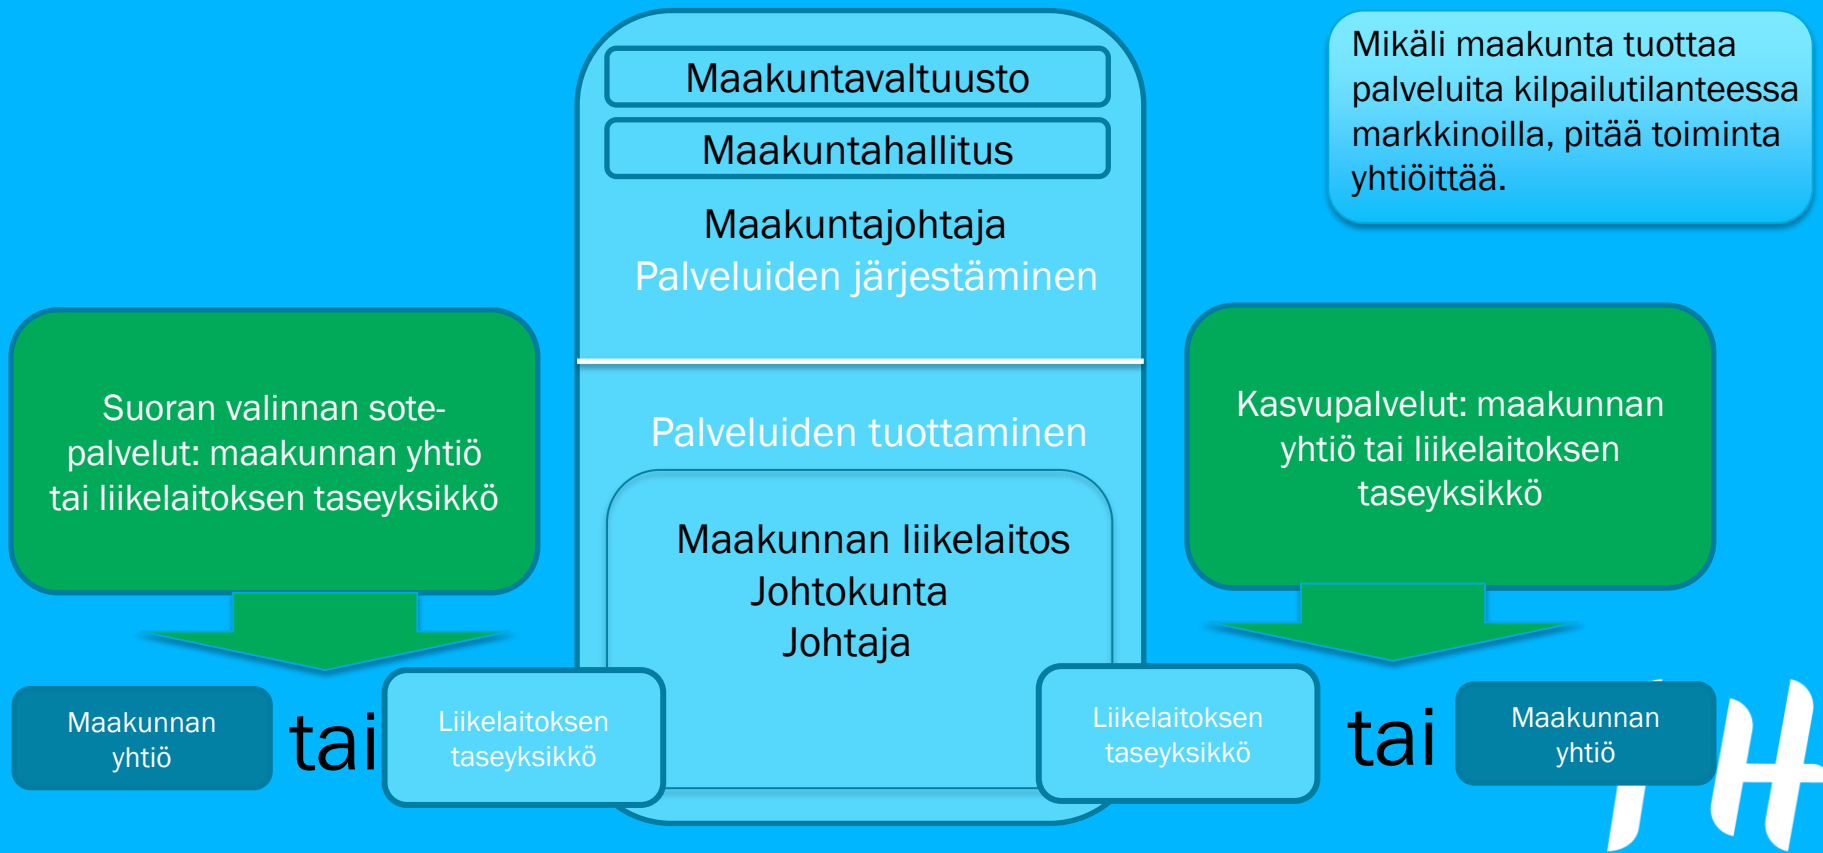 Maakuntavaltuusto
Maakuntahallitus
Maakuntajohtaja
Palveluiden järjestäminen
Mikäli maakunta tuottaa
palveluita kilpailutilanteessa
markkinoilla, pitää toiminta
yhtiöittää.
Suoran valinnan sote-
palvelut: maakunnan yhtiö
tai liikelaitoksen taseyksikkö
Palveluiden tuottaminen
Maakunnan liikelaitos
Johtokunta
Johtaja
Kasvupalvelut: maakunnan
yhtiö tai liikelaitoksen
taseyksikkö
Maakunnan
yhtiö
tai
Liikelaitoksen
taseyksikkö
Liikelaitoksen
taseyksikkö
tai
Maakunnan
yhtiö